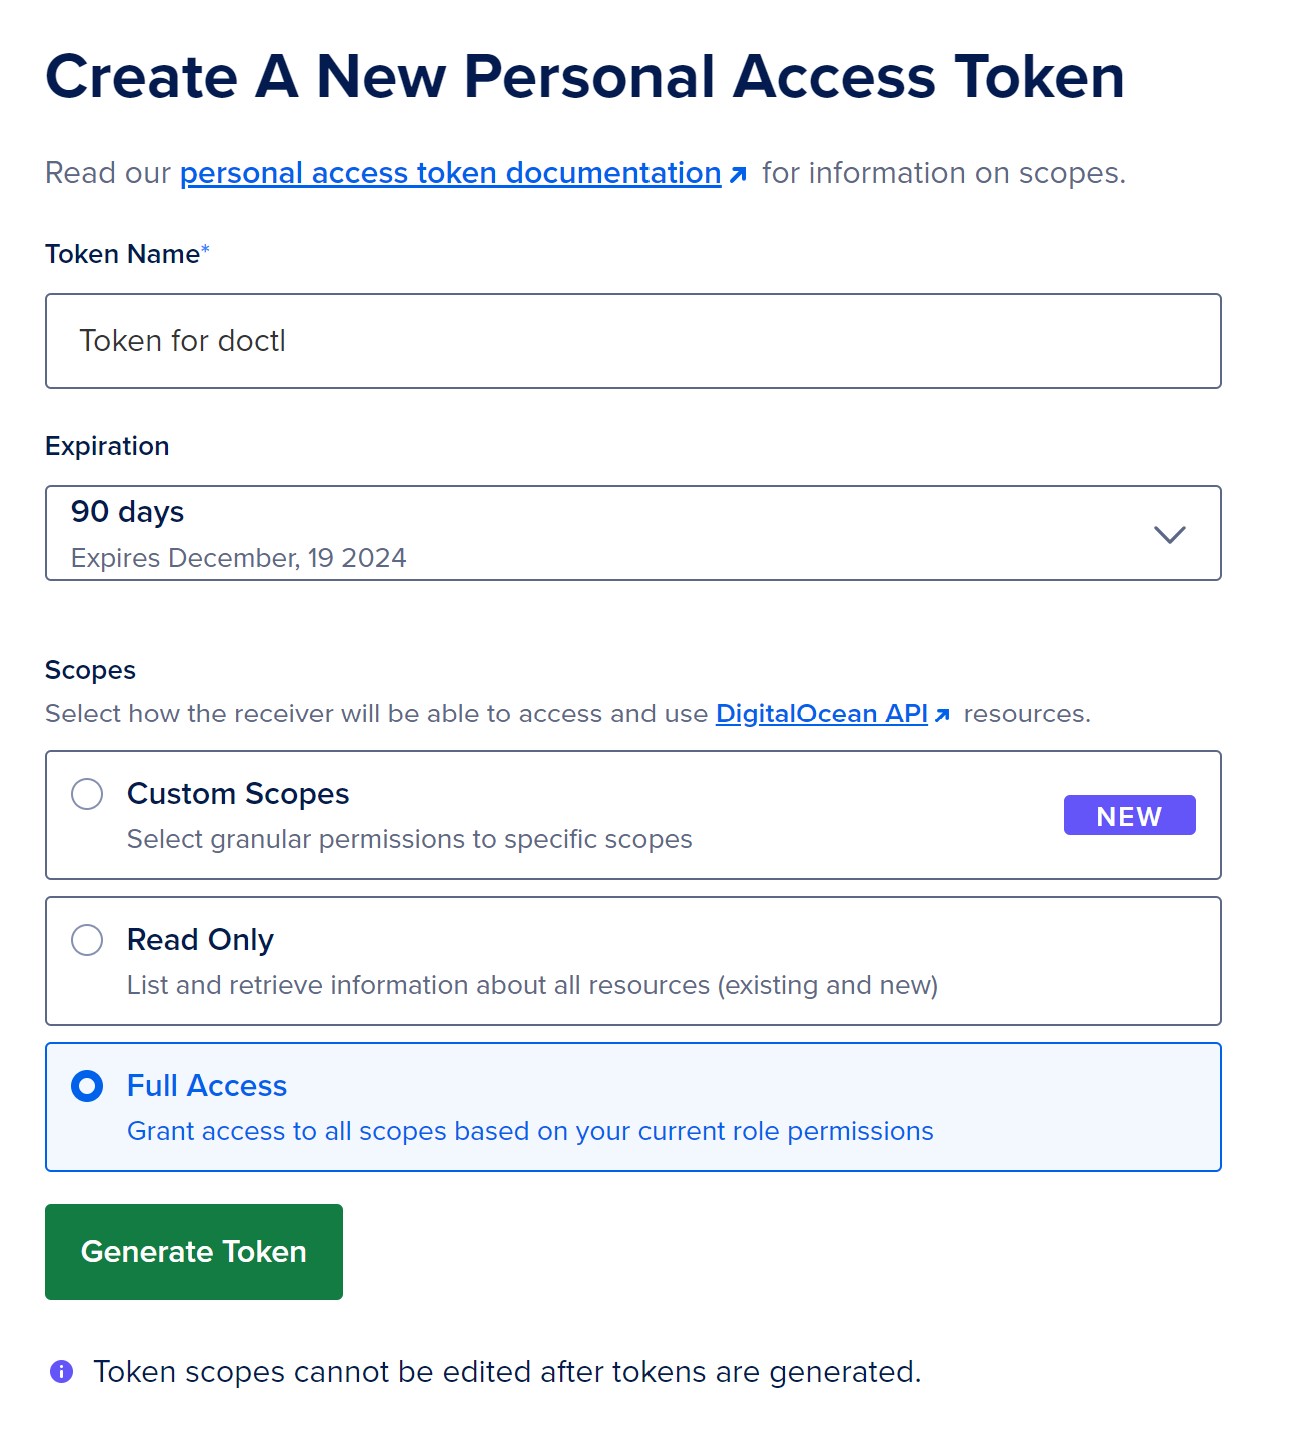 Create A New Personal Access Token
Read our personal access token documentation for information on scopes.
Token Name*
Token for doctl
Expiration
90 days
Expires December, 19 2024
Scopes
Select how the receiver will be able to access and use DigitalOcean API resources.
Custom Scopes
NEW
Select granular permissions to specific scopes
Read Only
List and retrieve information about all resources (existing and new)
Full Access
Grant access to all scopes based on your current role permissions
Generate Token
Token scopes cannot be edited after tokens are generated.